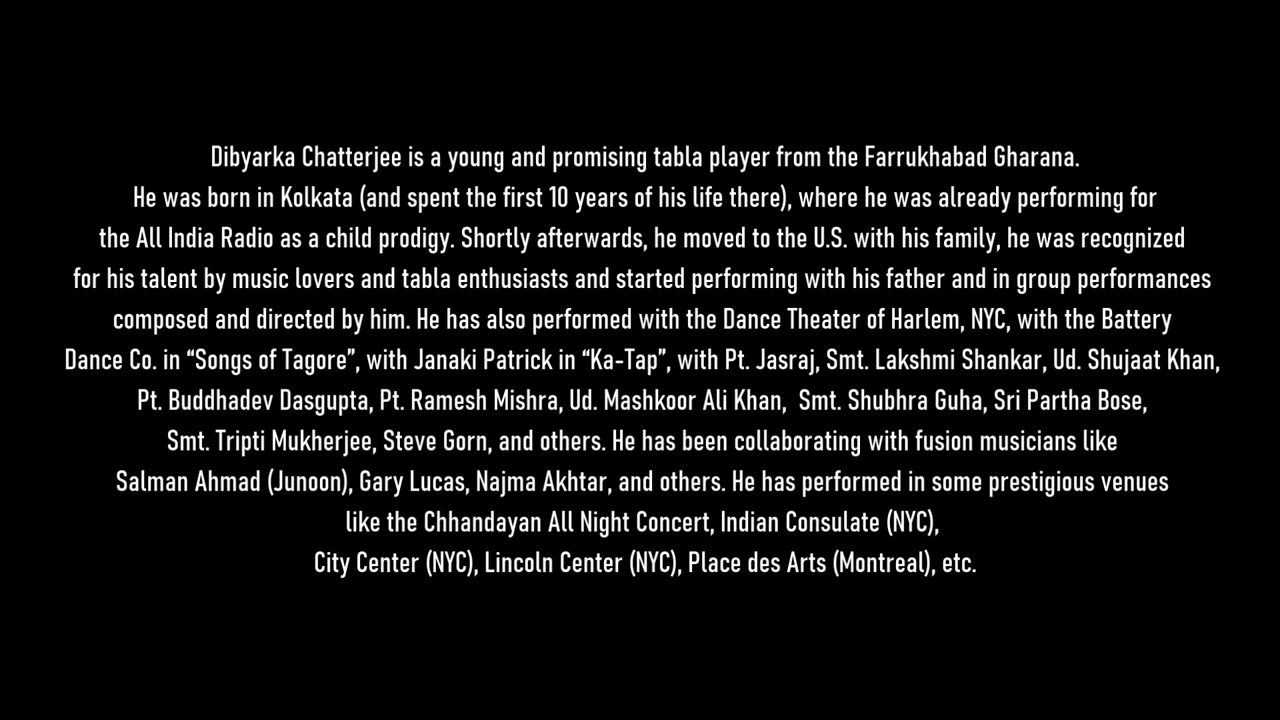 Dibyarka Chatterjee is a young and promising tabla player from the Farrukhabad Gharana.
He was born in Kolkata (and spent the first 10 years of his life there), where he was already performing for
the All India Radio as a child prodigy. Shortly afterwards, he moved to the U.S. with his family, he was recognized
for his talent by music lovers and tabla enthusiasts and started performing with his father and in group performances
composed and directed by him. He has also performed with the Dance Theater of Harlem, NYC, with the Battery
Dance Co. in “Songs of Tagore”, with Janaki Patrick in “Ka-Tap”, with Pt. Jasraj, Smt. Lakshmi Shankar, Ud. Shujaat Khan,
Pt. Buddhadev Dasgupta, Pt. Ramesh Mishra, Ud. Mashkoor Ali Khan,  Smt. Shubhra Guha, Sri Partha Bose,
Smt. Tripti Mukherjee, Steve Gorn, and others. He has been collaborating with fusion musicians like
Salman Ahmad (Junoon), Gary Lucas, Najma Akhtar, and others. He has performed in some prestigious venues
like the Chhandayan All Night Concert, Indian Consulate (NYC),
City Center (NYC), Lincoln Center (NYC), Place des Arts (Montreal), etc.